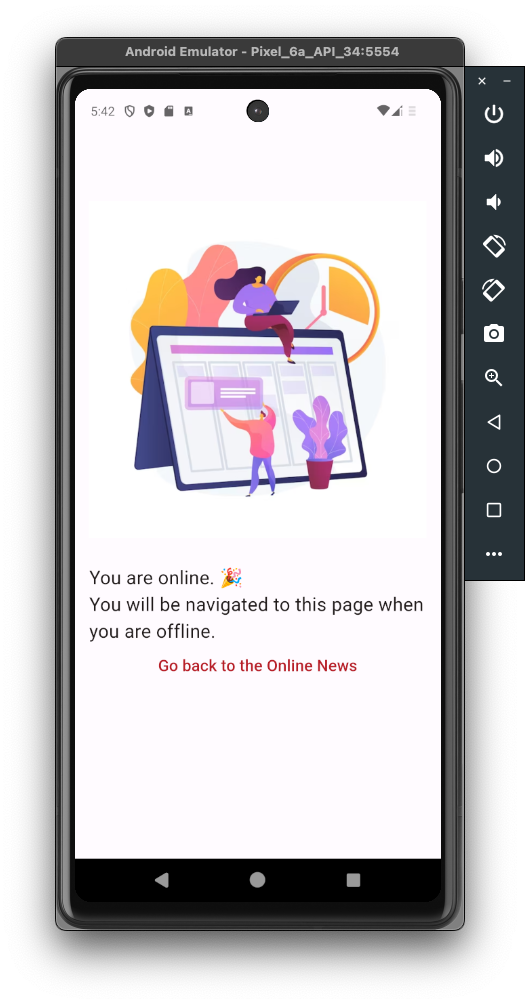 Android Emulator - Pixel_6a_API_34:5554
5:42
You are online. 🎉
You will be navigated to this page when
you are offline.
Go back to the Online News